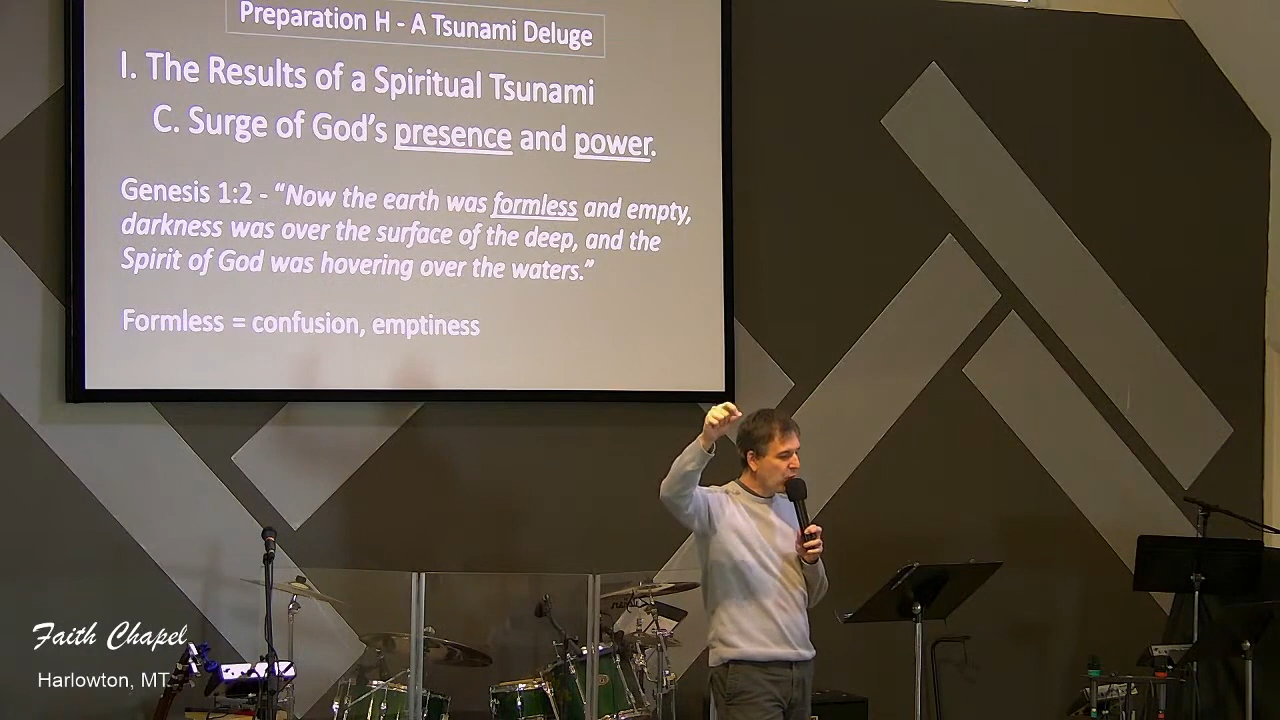 Preparation H - A Tsunami Deluge
I. The Results of a Spiritual Tsunami
C. Surge of God's presence and power.
Genesis 1:2 - “Now the earth was formless and empty,
darkness was over the surface of the deep, and the
Spirit of God was hovering over the waters.”
Formless = confusion, emptiness
Faith Chapel
Harlowton, MT.